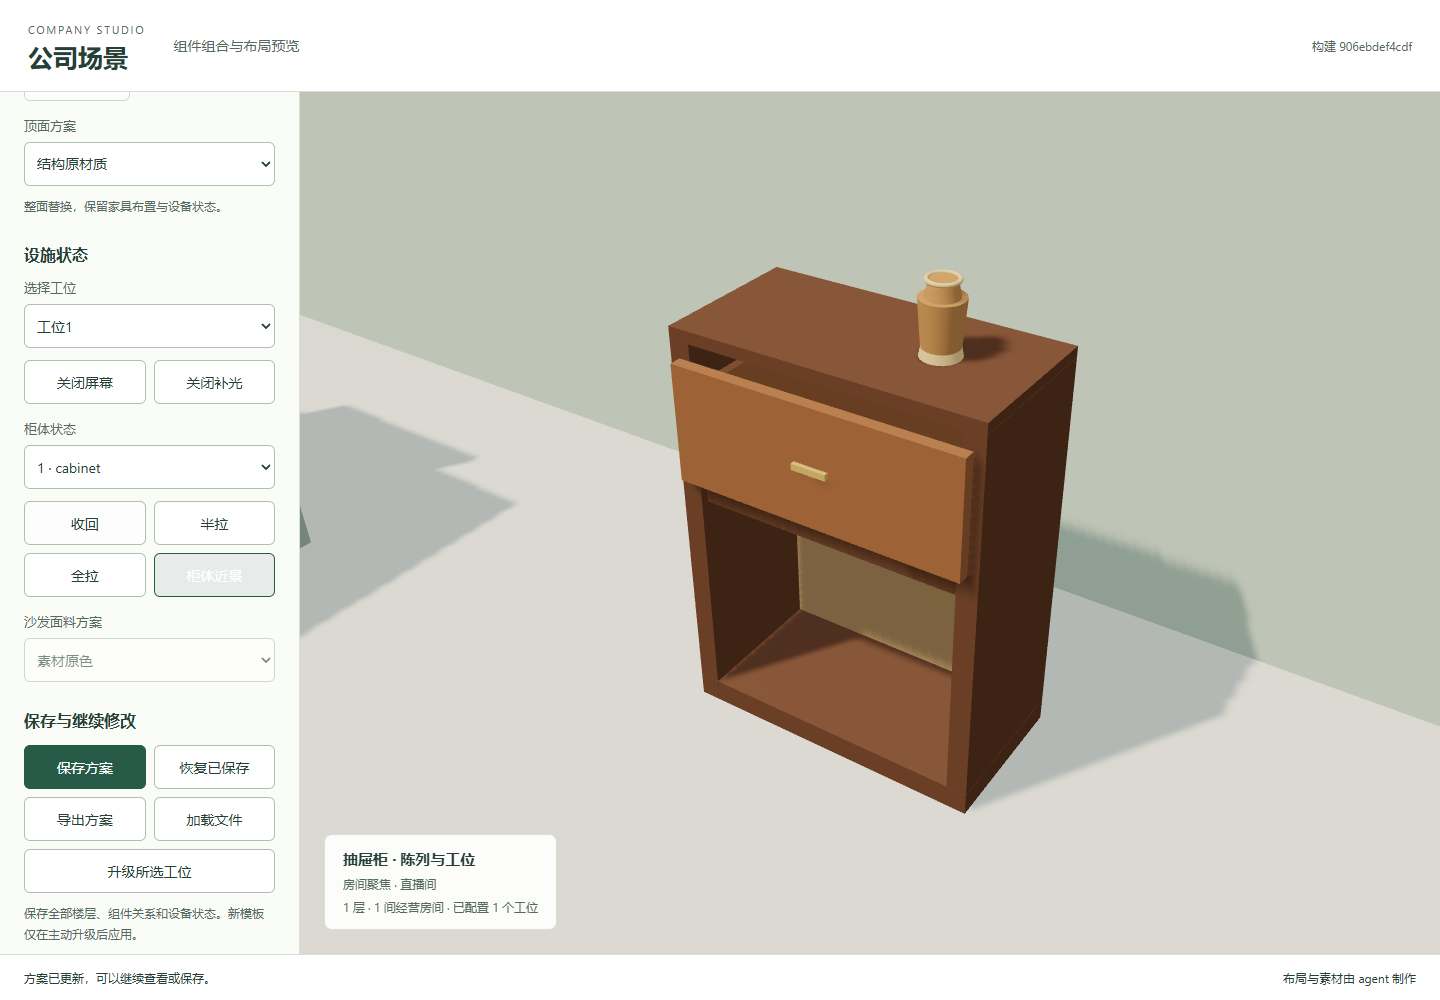 COMPANY STUDIO
公司场景
组件组合与布局预览
构建 906ebdef4cdf
顶面方案
结构原材质
整面替换，保留家具布置与设备状态。
设施状态
选择工位
工位1
关闭屏幕
关闭补光
柜体状态
1 · cabinet
收回
半拉
全拉
柜体近景
沙发面料方案
素材原色
保存与继续修改
保存方案
恢复已保存
导出方案
加载文件
升级所选工位
保存全部楼层、组件关系和设备状态。新模板
仅在主动升级后应用。
抽屉柜 · 陈列与工位
房间聚焦 · 直播间
1 层 · 1 间经营房间 · 已配置 1 个工位
方案已更新，可以继续查看或保存。
布局与素材由 agent 制作